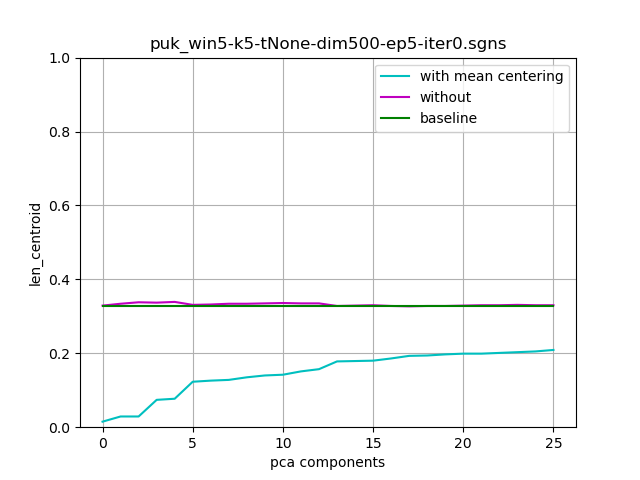 puk_win5-k5-tNone-dim500-ep5-iter0.sgns
with mean centering
without
baseline
1.0
0.8
0.6
0.4
0.2
0.0
len_centroid
0
5
10
15
20
25
pca components